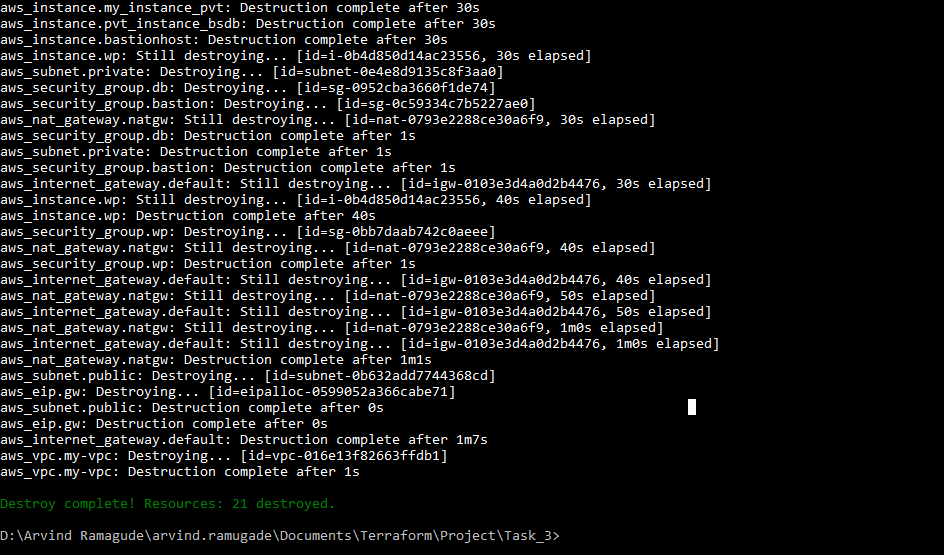 aws_instance.my_instance_pvt: Destruction complete after 30s
aws_instance.pvt_instance_bsdb: Destruction complete after 30s
aws_instance.bastionhost: Destruction complete after 30s
aws_instance.wp: Still destroying... [id=i-0b4d850d14ac23556, 30s elapsed]
aws_subnet.private: Destroying... [id=subnet-0e4e8d9135c8f3aa0]
aws_security_group.db: Destroying... [id=sg-0952cba3660f1de74]
aws_security_group.bastion: Destroying... [id=sg-0c59334c7b5227ae0]
aws_nat_gateway.natgw: Still destroying... [id=nat-0793e2288ce30a6f9, 30s elapsed]
aws_security_group.db: Destruction complete after 1s
aws_subnet.private: Destruction complete after 1s
aws_security_group.bastion: Destruction complete after 1s
aws_internet_gateway.default: Still destroying... [id=igw-0103e3d4a0d2b4476, 30s elapsed]
aws_instance.wp: Still destroying... [id=i-0b4d850d14ac23556, 40s elapsed]
aws_instance.wp: Destruction complete after 40s
aws_security_group.wp: Destroying... [id=sg-0bb7daab742c0aeee]
aws_nat_gateway.natgw: Still destroying... [id=nat-0793e2288ce30a6f9, 40s elapsed]
aws_security_group.wp: Destruction complete after 1s
aws_internet_gateway.default: Still destroying... [id=igw-0103e3d4a0d2b4476, 40s elapsed]
aws_nat_gateway.natgw: Still destroying... [id=nat-0793e2288ce30a6f9, 50s elapsed]
aws_internet_gateway.default: Still destroying... [id=igw-0103e3d4a0d2b4476, 50s elapsed]
aws_nat_gateway.natgw: Still destroying... [id=nat-0793e2288ce30a6f9, 1m0s elapsed]
aws_internet_gateway.default: Still destroying... [id=igw-0103e3d4a0d2b4476, 1m0s elapsed]
aws_nat_gateway.natgw: Destruction complete after 1m1s
aws_subnet.public: Destroying... [id=subnet-0b632add7744368cd]
aws_eip.gw: Destroying... [id=eipalloc-0599052a366cabe71]
aws_subnet.public: Destruction complete after 0s
aws_eip.gw: Destruction complete after 0s
aws_internet_gateway.default: Destruction complete after 1m7s
aws_vpc.my-vpc: Destroying... [id=vpc-016e13f82663ffdb1]
aws_vpc.my-vpc: Destruction complete after 1s
Destroy complete! Resources: 21 destroyed.
D:\Arvind Ramagude\arvind.ramugade\Documents\Terraform\Project\Task_3>